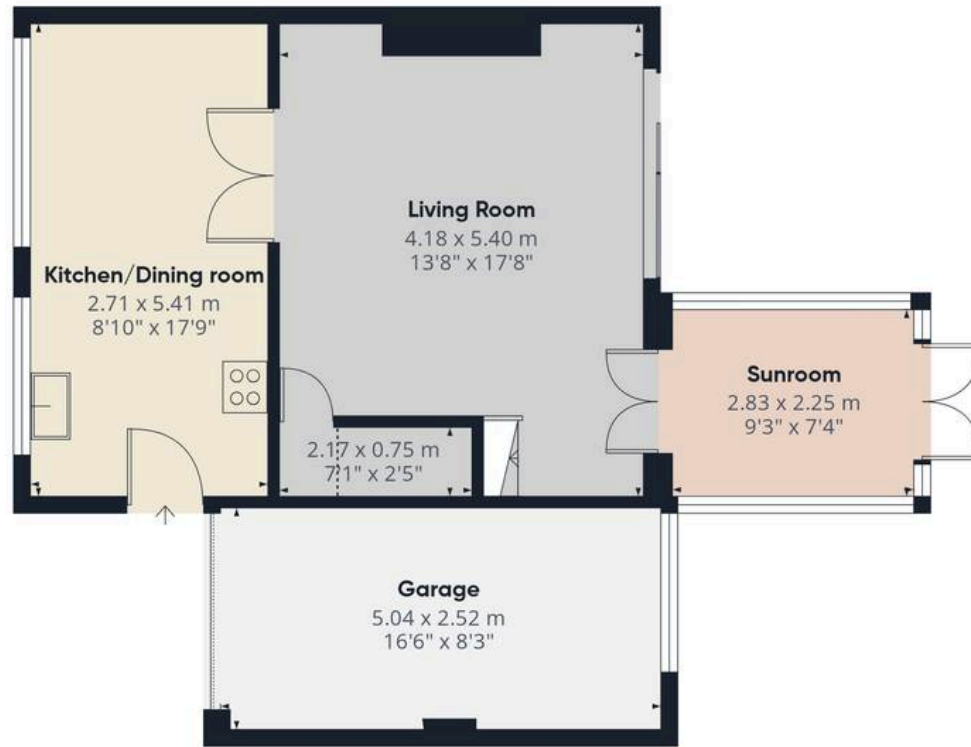 Living Room
4.18 x 5.40 m
13'8" x 17'8"
Kitchen/Dining room
2.71 x 5.41 m
8'10" x 17'9"
Sunroom
2.83 x 2.25 m
9'3" x 7'4"
2.17 x 0.75 m
7'1" x 2'5"
Garage
5.04 x 2.52 m
16'6" x 8'3"